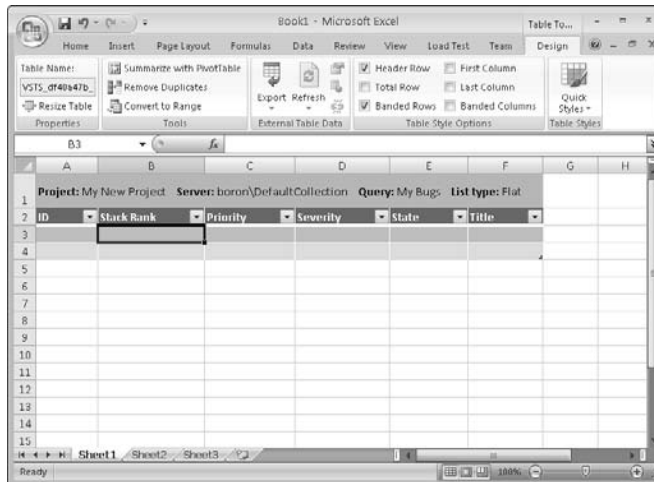 Book1 - Microsoft Excel
Table To...
Home Insert Page Layout Formulas Data Review View Load Test Team Design
Table Name:
VSTS_df40b47b_
Resize Table
Properties
Summarize with PivotTable
Remove Duplicates
Convert to Range
Tools
Export Refresh
External Table Data
Header Row First Column
Total Row Last Column
Banded Rows Banded Columns
Table Style Options
Quick
Styles
Table Styles
B3 fx
A B C D E F G H
1 Project: My New Project Server: boron\DefaultCollection Query: My Bugs List type: Flat
2 ID Stack Rank Priority Severity State Title
3
4
5
6
7
8
9
10
11
12
13
14
15
Sheet1 Sheet2 Sheet3
Ready 100%